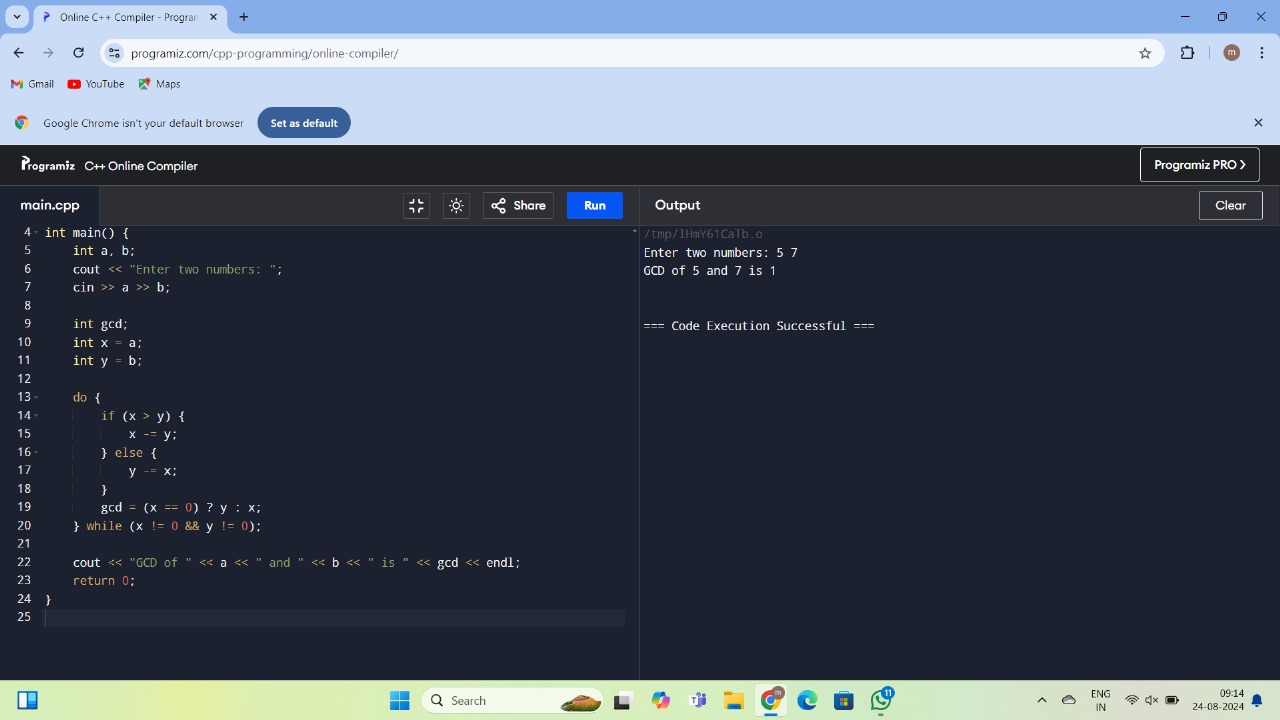 Online C++ Compiler - Program
programiz.com/cpp-programming/online-compiler/
m
Gmail YouTube Maps
Google Chrome isn't your default browser Set as default
Programiz C++ Online Compiler Programiz PRO
main.cpp Share Run Output Clear
4 int main() {
5 int a, b;
6 cout << "Enter two numbers: ";
7 cin >> a >> b;
8
9 int gcd;
10 int x = a;
11 int y = b;
12
13 do {
14 if (x > y) {
15 x -= y;
16 } else {
17 y -= x;
18 }
19 gcd = (x == 0) ? y : x;
20 } while (x != 0 && y != 0);
21
22 cout << "GCD of " << a << " and " << b << " is " << gcd << endl;
23 return 0;
24 }
25
/tmp/lHmY61CaTb.o
Enter two numbers: 5 7
GCD of 5 and 7 is 1
=== Code Execution Successful ===
Search
m
11
ENG
IN
09:14
24-08-2024